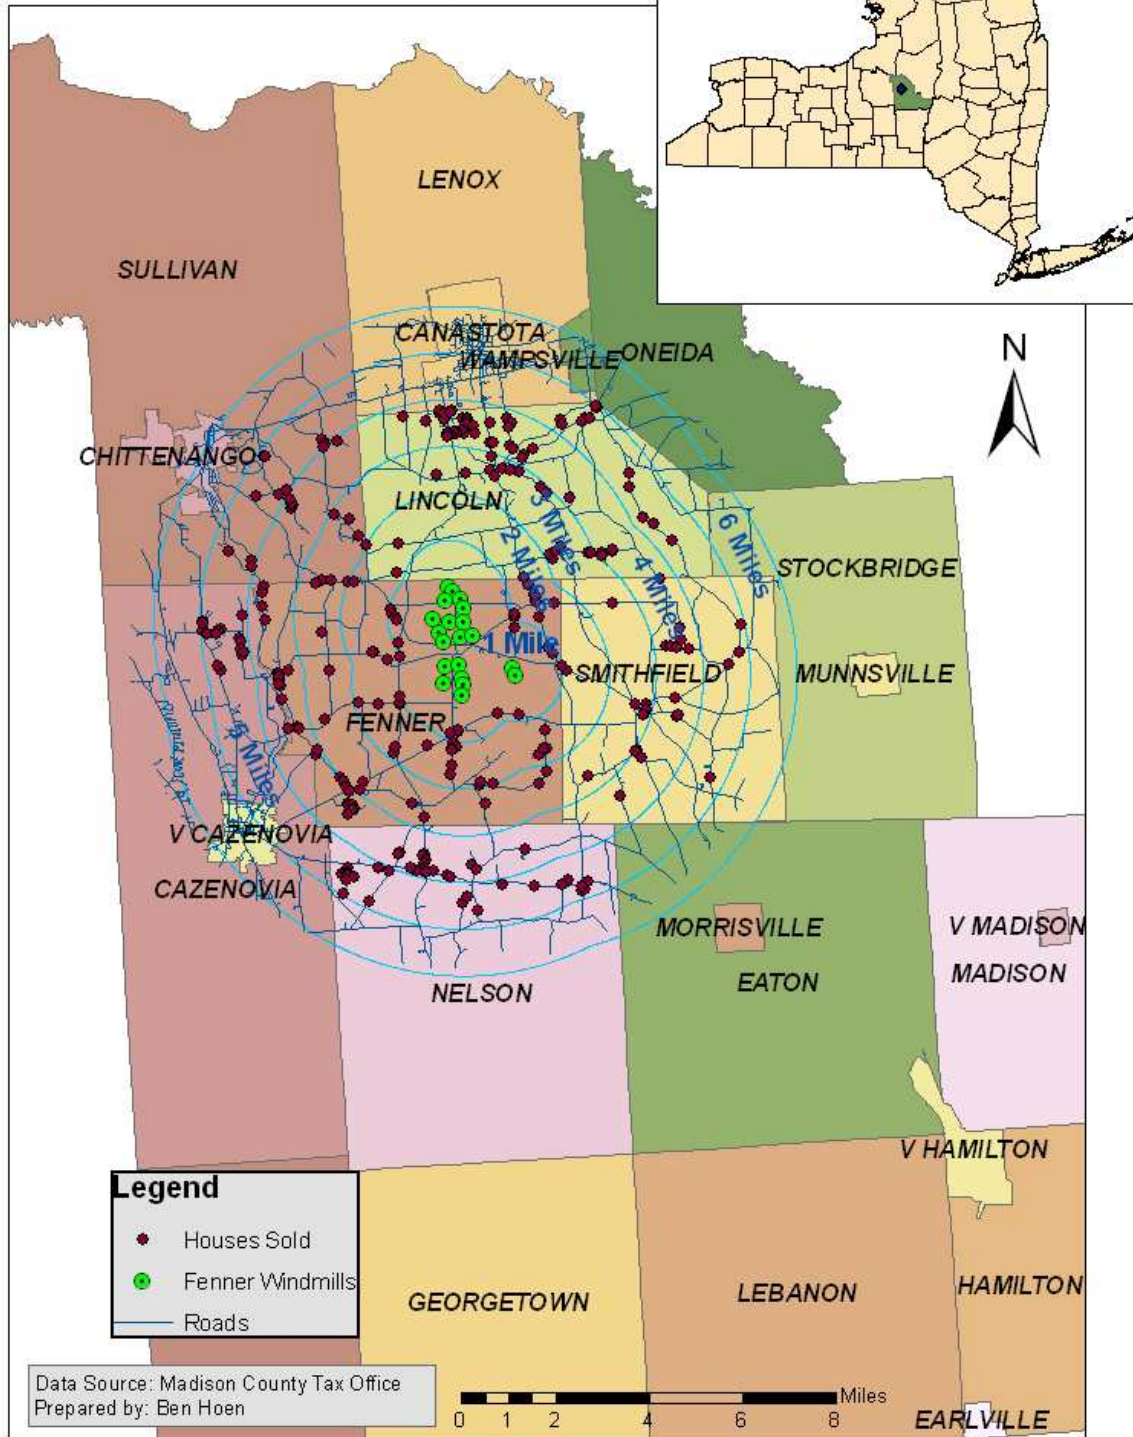 LENOX
SULLIVAN
CANASTOTA
WAMPSVILLE
ONEIDA
N
CHITTENANGO
LINCOLN
3 Miles
2 Miles
6 Miles
4 Miles
STOCKBRIDGE
1 Mile
SMITHFIELD
MUNNSVILLE
FENNER
5 Miles
V CAZENOVIA
CAZENOVIA
MORRISVILLE
V MADISON
EATON
MADISON
NELSON
V HAMILTON
Legend
Houses Sold
Fenner Windmills
Roads
GEORGETOWN
LEBANON
HAMILTON
Data Source: Madison County Tax Office
Prepared by: Ben Hoen
Miles
0 1 2 4 6 8
EARLVILLE